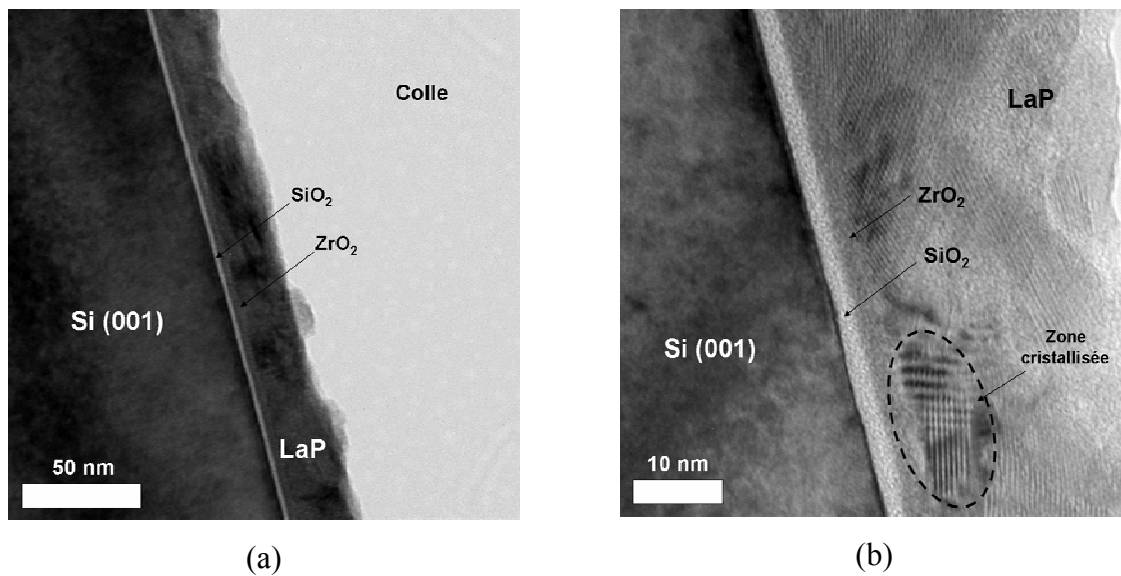 Colle
SiO₂
ZrO₂
Si (001)
LaP
50 nm
(a)
LaP
ZrO₂
SiO₂
Si (001)
Zone
cristallisée
10 nm
(b)